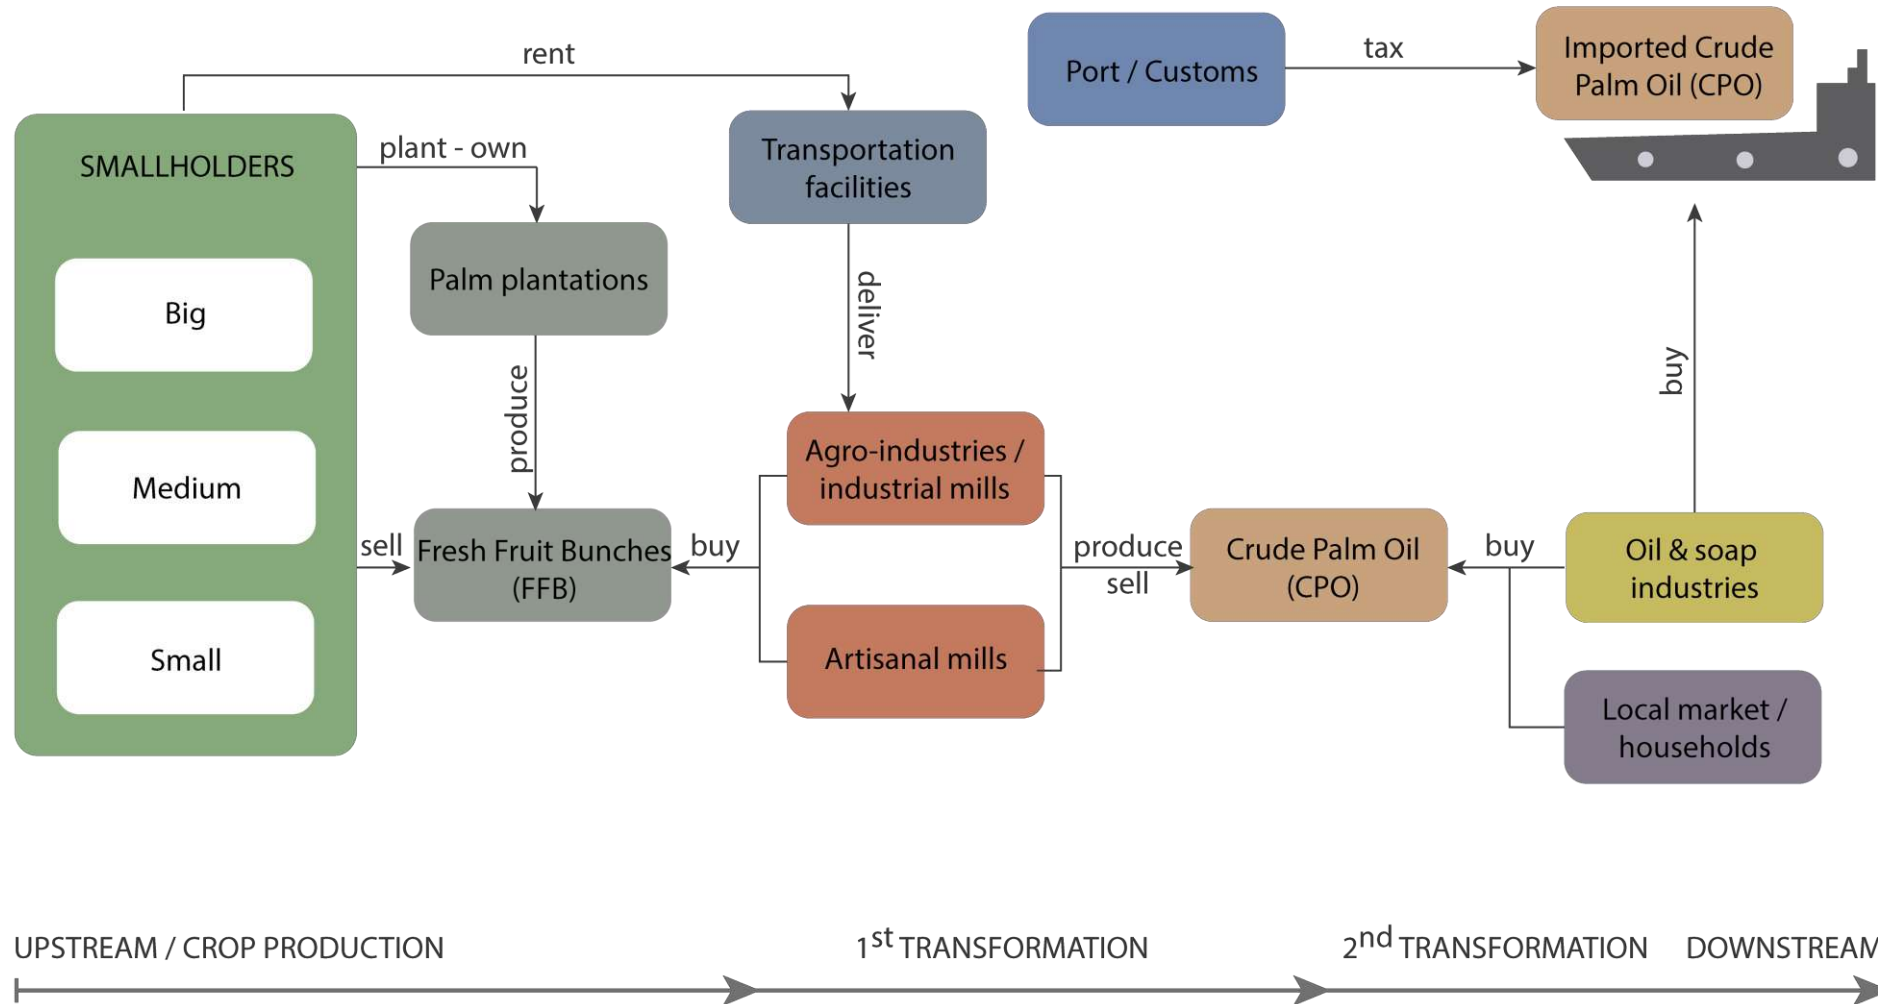 rent
Port / Customs
tax
Imported Crude
Palm Oil (CPO)
SMALLHOLDERS
plant - own
Transportation
facilities
Big
Palm plantations
deliver
buy
produce
Medium
Agro-industries /
industrial mills
sell
Fresh Fruit Bunches
(FFB)
buy
produce
sell
Crude Palm Oil
(CPO)
buy
Oil & soap
industries
Small
Artisanal mills
Local market /
households
UPSTREAM / CROP PRODUCTION
1st TRANSFORMATION
2nd TRANSFORMATION
DOWNSTREAM